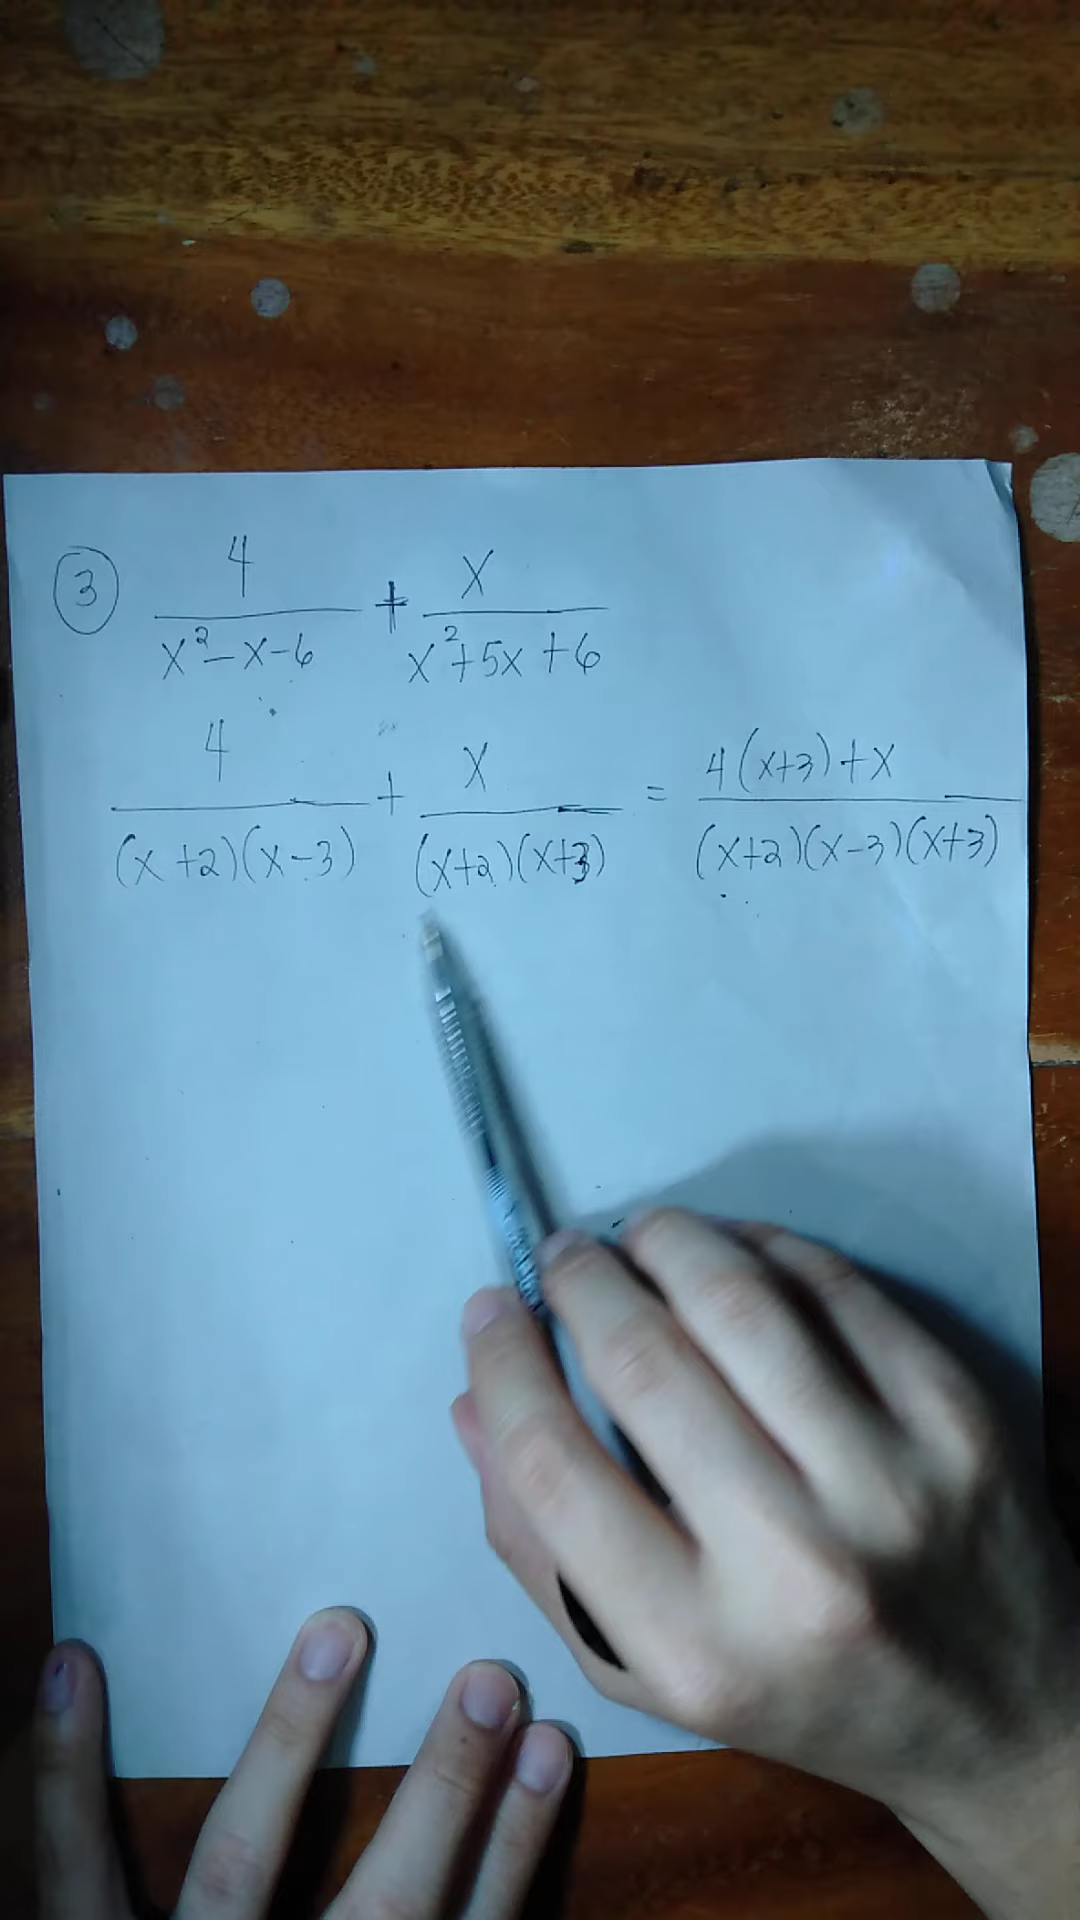 ③ 4/(x²-x-6) + x/(x²+5x+6)
4/((x+2)(x-3)) + x/((x+2)(x+3)) = (4(x+3)+x)/((x+2)(x-3)(x+3))